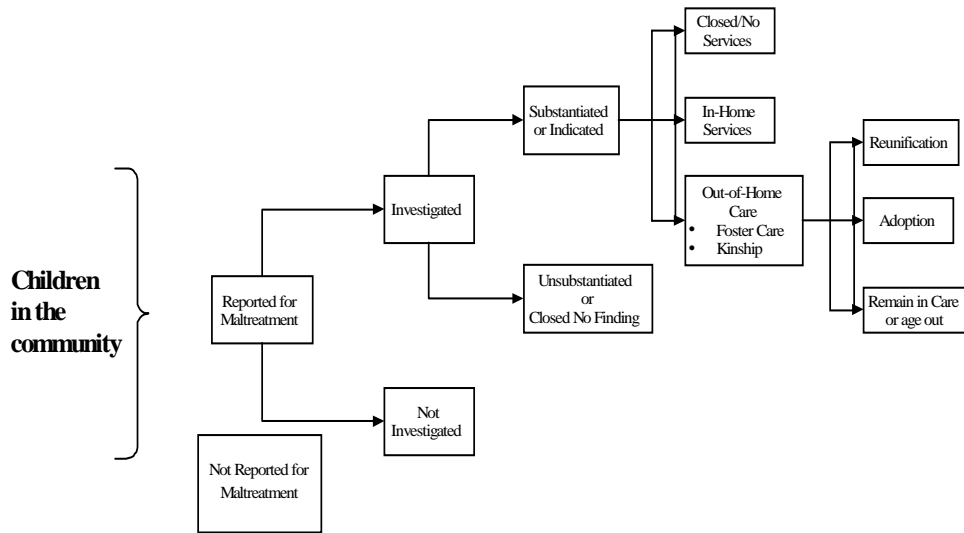 Children
in the
community
Reported for
Maltreatment
Not Reported for
Maltreatment
Investigated
Not
Investigated
Substantiated
or Indicated
Unsubstantiated
or
Closed No Finding
Closed/No
Services
In-Home
Services
Out-of-Home
Care
• Foster Care
• Kinship
Reunification
Adoption
Remain in Care
or age out